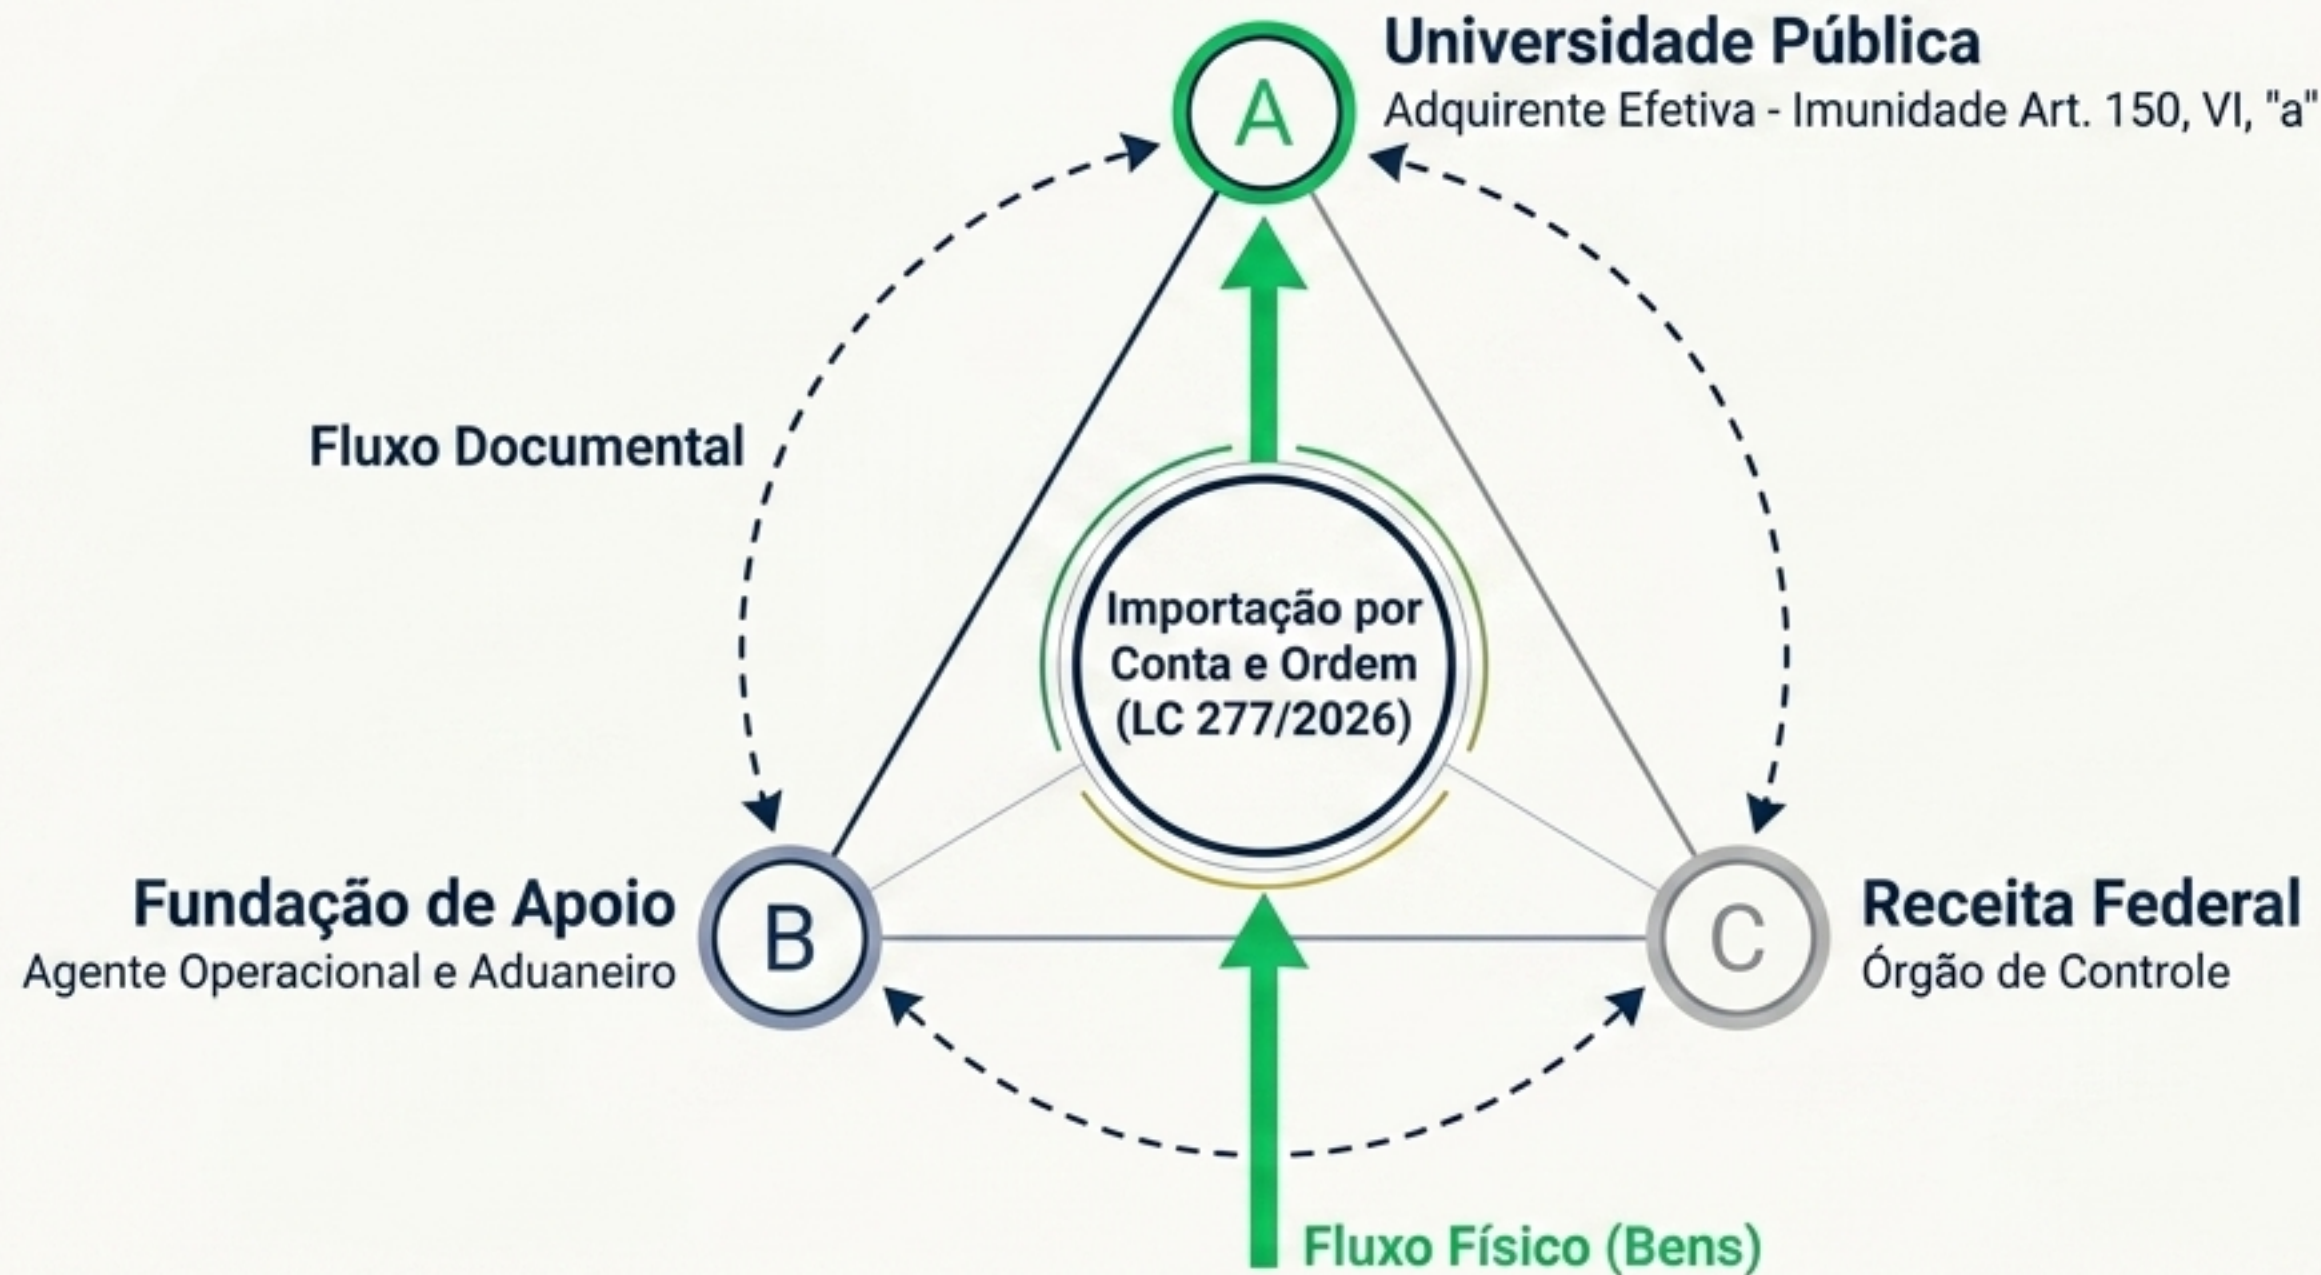 Universidade Pública
A
Adquirente Efetiva - Imunidade Art. 150, VI, "a"
Fluxo Documental
Importação por
Conta e Ordem
(LC 277/2026)
Fundação de Apoio
Agente Operacional e Aduaneiro
B
C
Receita Federal
Órgão de Controle
Fluxo Físico (Bens)